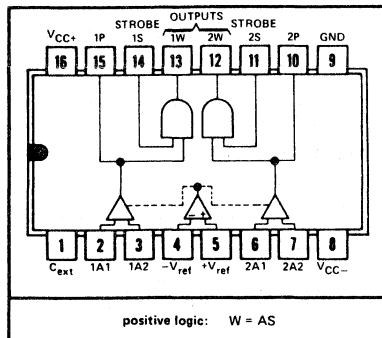 OUTPUTS
STROBE STROBE
VCC+ 1P 1S 1W 2W 2S 2P GND
16 15 14 13 12 11 10 9
- +
1 2 3 4 5 6 7 8
Cext 1A1 1A2 -Vref +Vref 2A1 2A2 VCC-
positive logic: W = AS